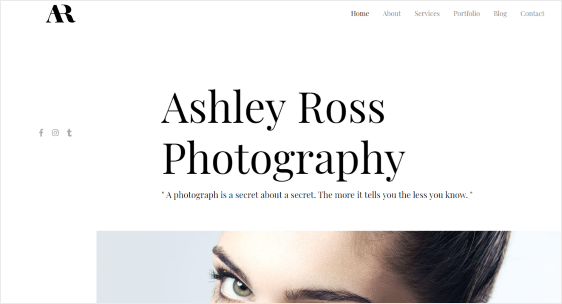 AR
Home About Services Portfolio Blog Contact
Ashley Ross
Photography
" A photograph is a secret about a secret. The more it tells you the less you know. "